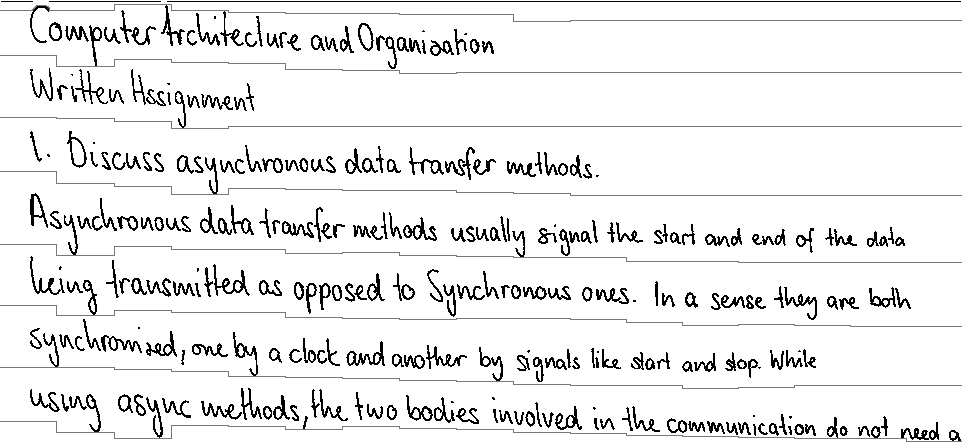 Computer Architecture and Organization
Written Assignment
1. Discuss asynchronous data transfer methods.
Asynchronous data transfer methods usually signal the start and end of the data
being transmitted as opposed to Synchronous ones. In a sense they are both
synchronized, one by a clock and another by signals like start and stop. While
using async methods, the two bodies involved in the communication do not need a